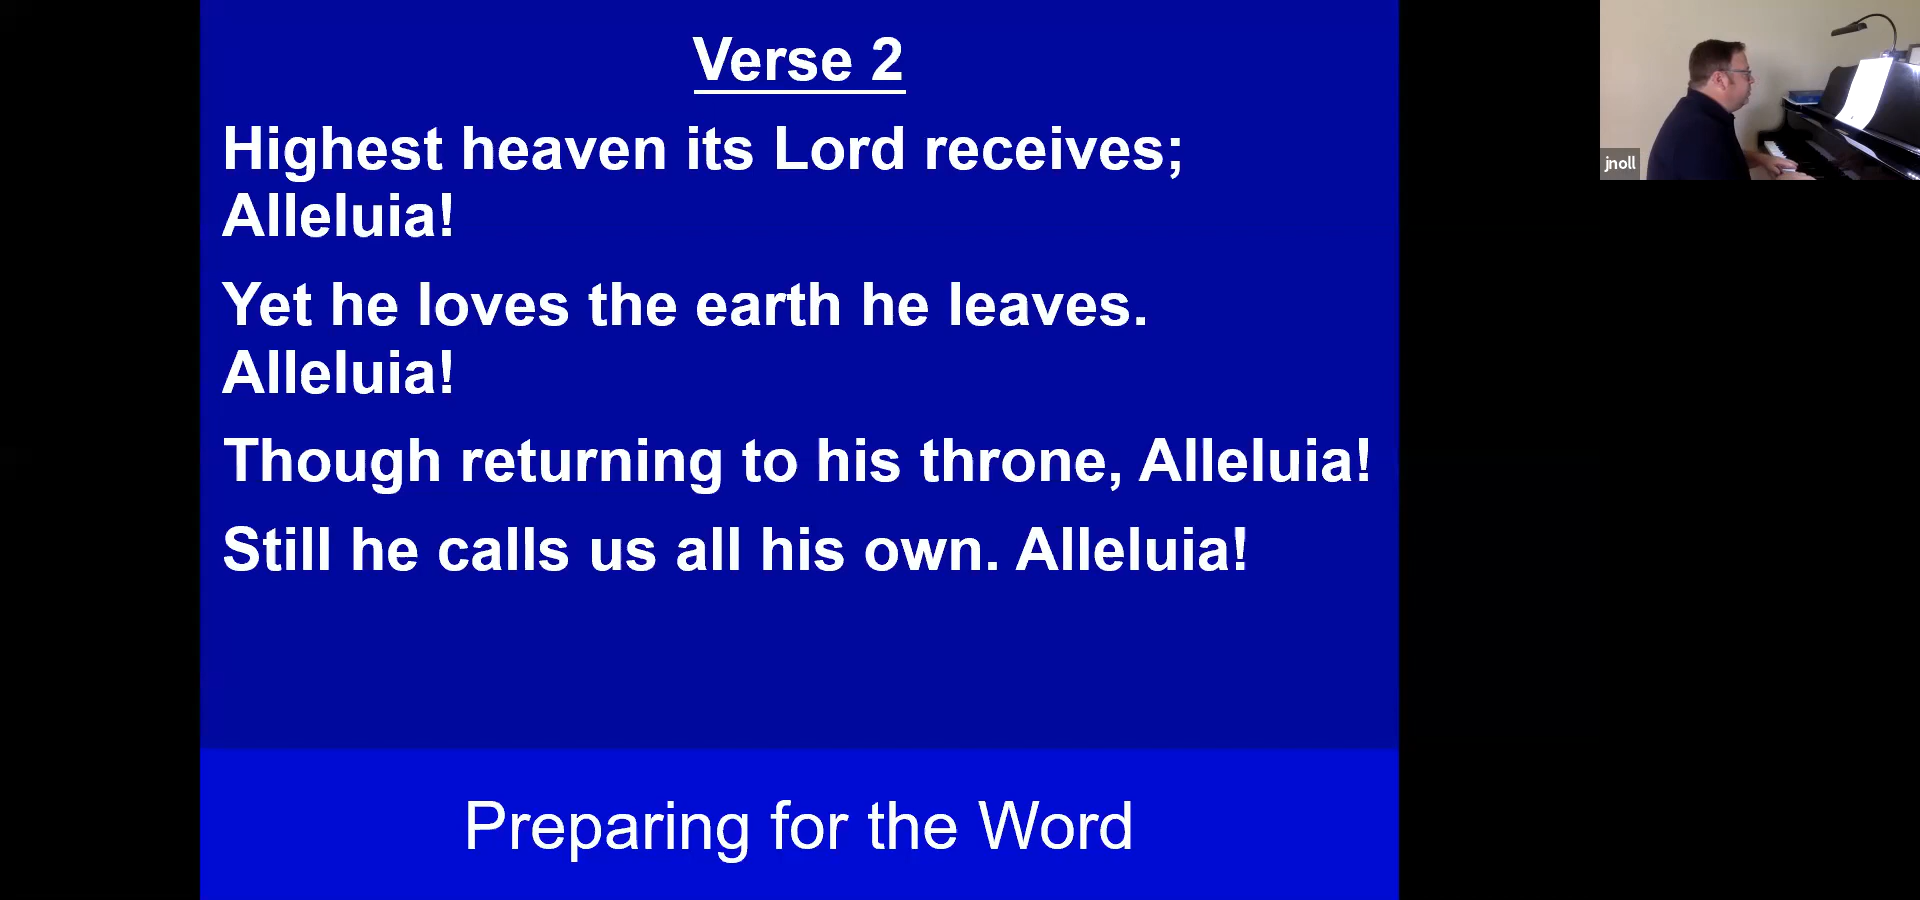 Verse 2
Highest heaven its Lord receives;
Alleluia!
Yet he loves the earth he leaves.
Alleluia!
Though returning to his throne, Alleluia!
Still he calls us all his own. Alleluia!
Preparing for the Word
jnoll